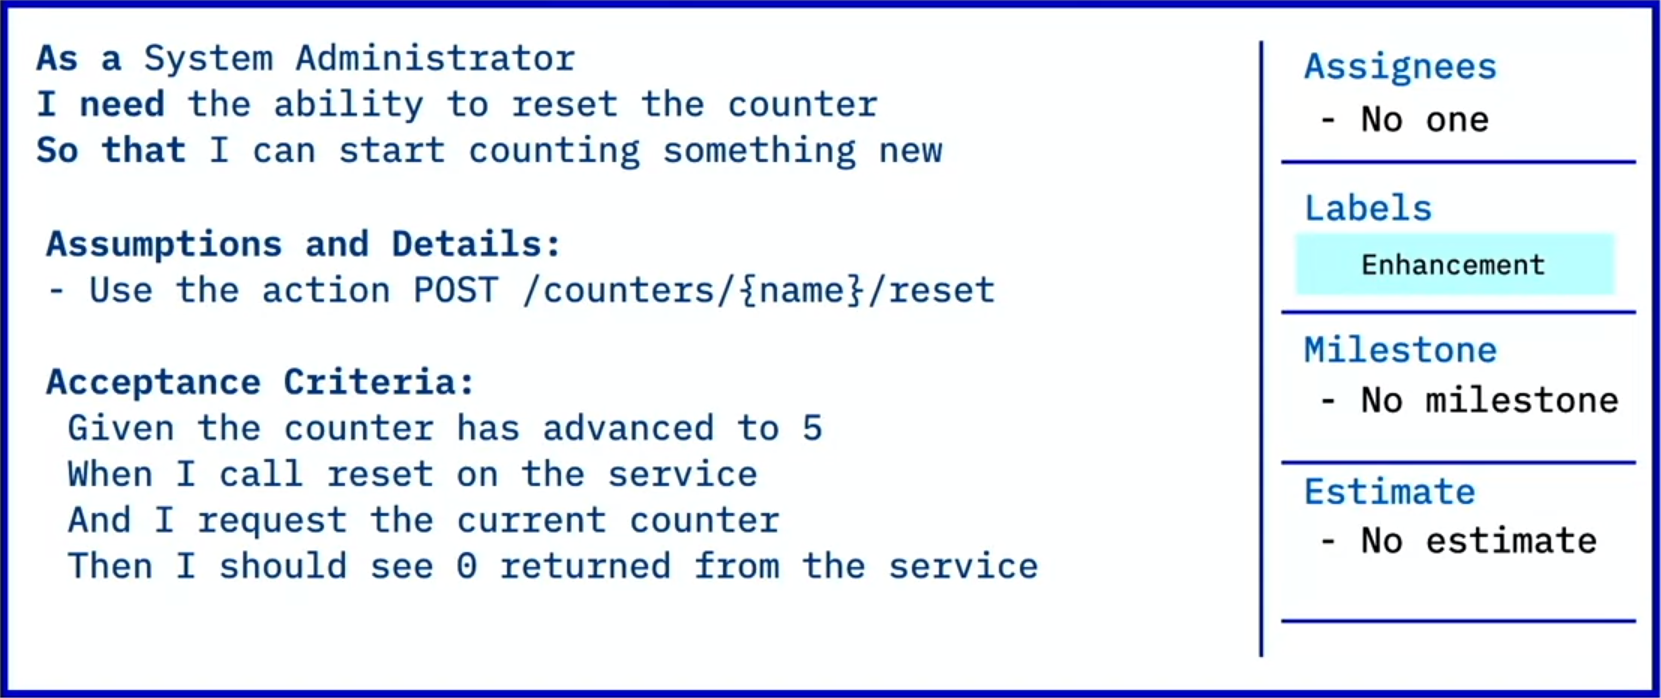 As a System Administrator
I need the ability to reset the counter
So that I can start counting something new
Assumptions and Details:
- Use the action POST /counters/{name}/reset
Acceptance Criteria:
Given the counter has advanced to 5
When I call reset on the service
And I request the current counter
Then I should see 0 returned from the service
Assignees
- No one
Labels
Enhancement
Milestone
- No milestone
Estimate
- No estimate